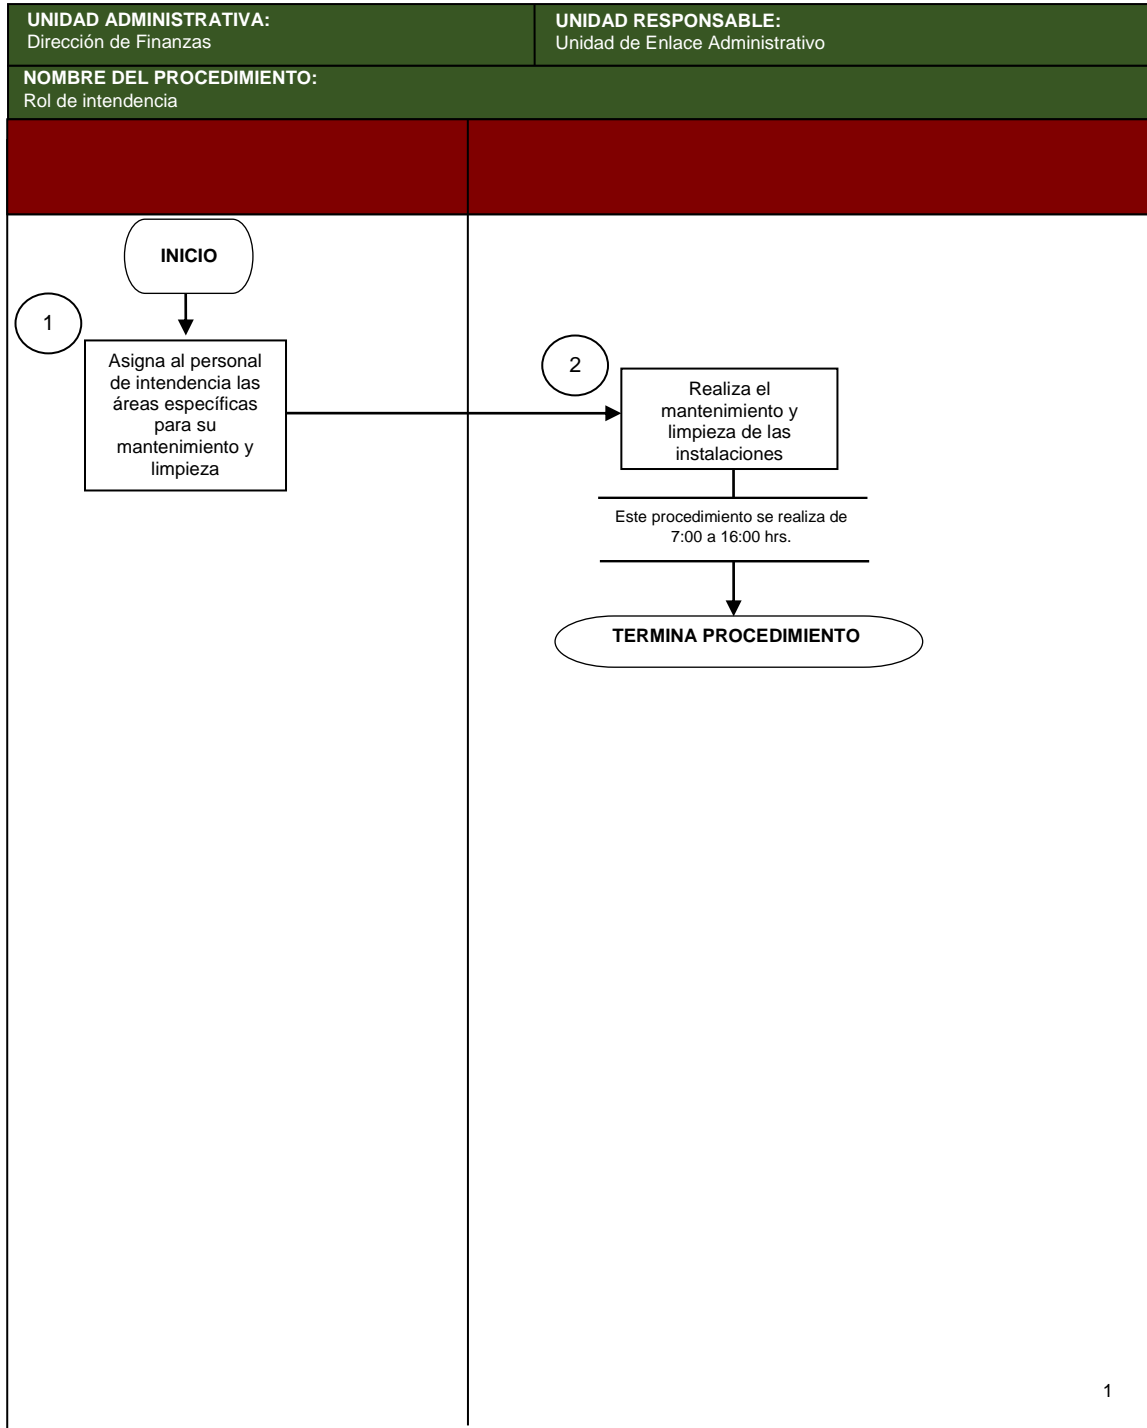 UNIDAD ADMINISTRATIVA:
Dirección de Finanzas
UNIDAD RESPONSABLE:
Unidad de Enlace Administrativo
NOMBRE DEL PROCEDIMIENTO:
Rol de intendencia
INICIO
1
Asigna al personal
de intendencia las
áreas específicas
para su
mantenimiento y
limpieza
2
Realiza el
mantenimiento y
limpieza de las
instalaciones
Este procedimiento se realiza de
7:00 a 16:00 hrs.
TERMINA PROCEDIMIENTO
1